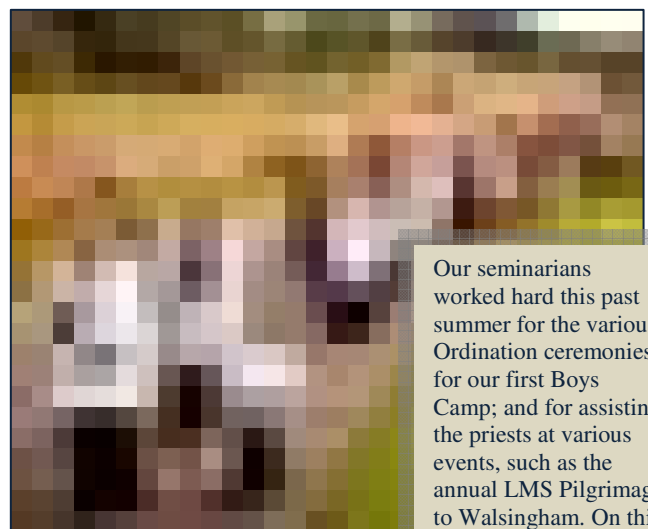 Our seminarians
worked hard this past
summer for the variou
Ordination ceremonies
for our first Boys
Camp; and for assistin
the priests at various
events, such as the
annual LMS Pilgrimag
to Walsingham. On thi